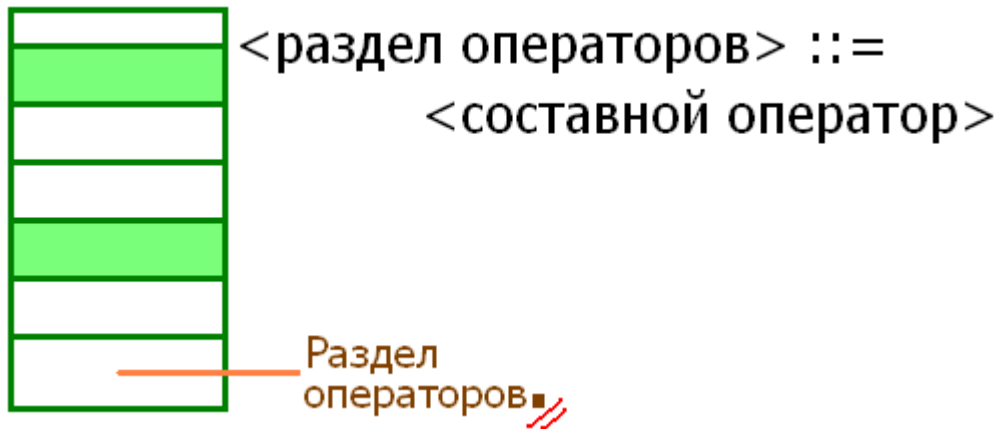 <раздел операторов> ::=
<составной оператор>
Раздел
операторов.